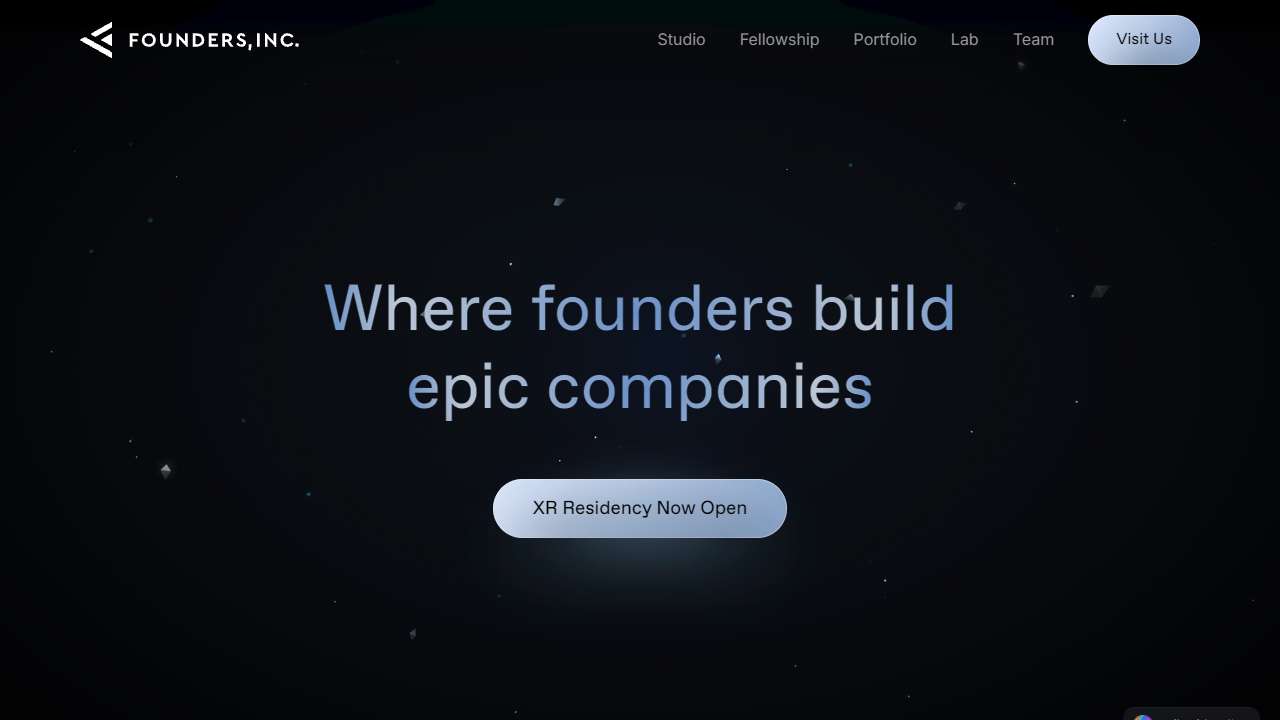 FOUNDERS,INC.
Studio
Fellowship
Portfolio
Lab
Team
Visit Us
Where founders build
epic companies
XR Residency Now Open